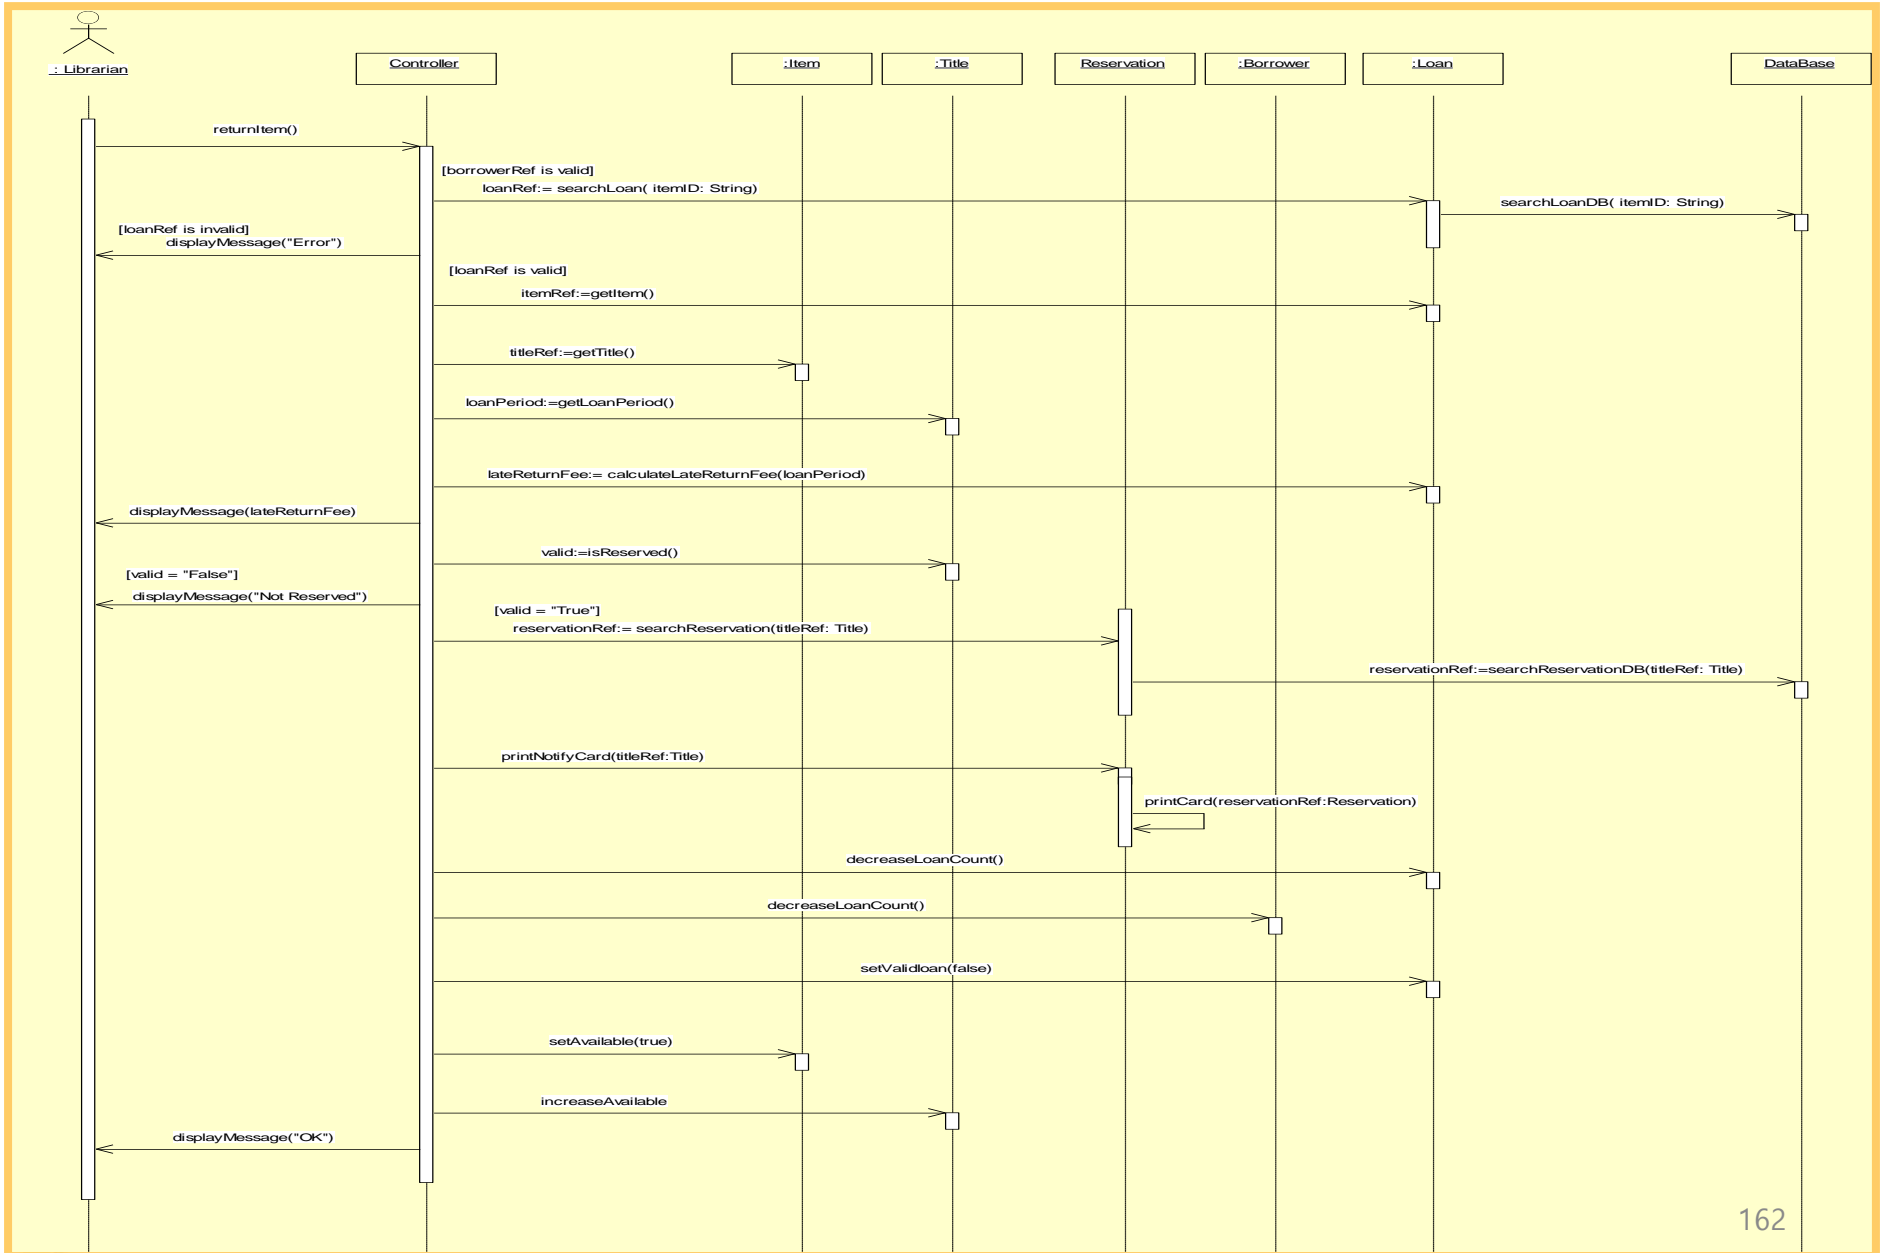 : Librarian
Controller
:Item
:Title
Reservation
:Borrower
:Loan
DataBase
returnItem()
[borrowerRef is valid]
loanRef:= searchLoan( itemID: String)
searchLoanDB( itemID: String)
[loanRef is invalid]
displayMessage("Error")
[loanRef is valid]
itemRef:=getItem()
titleRef:=getTitle()
loanPeriod:=getLoanPeriod()
lateReturnFee:= calculateLateReturnFee(loanPeriod)
displayMessage(lateReturnFee)
valid:=isReserved()
[valid = "False"]
displayMessage("Not Reserved")
[valid = "True"]
reservationRef:= searchReservation(titleRef: Title)
reservationRef:=searchReservationDB(titleRef: Title)
printNotifyCard(titleRef:Title)
printCard(reservationRef:Reservation)
decreaseLoanCount()
decreaseLoanCount()
setValidloan(false)
setAvailable(true)
increaseAvailable
displayMessage("OK")
162